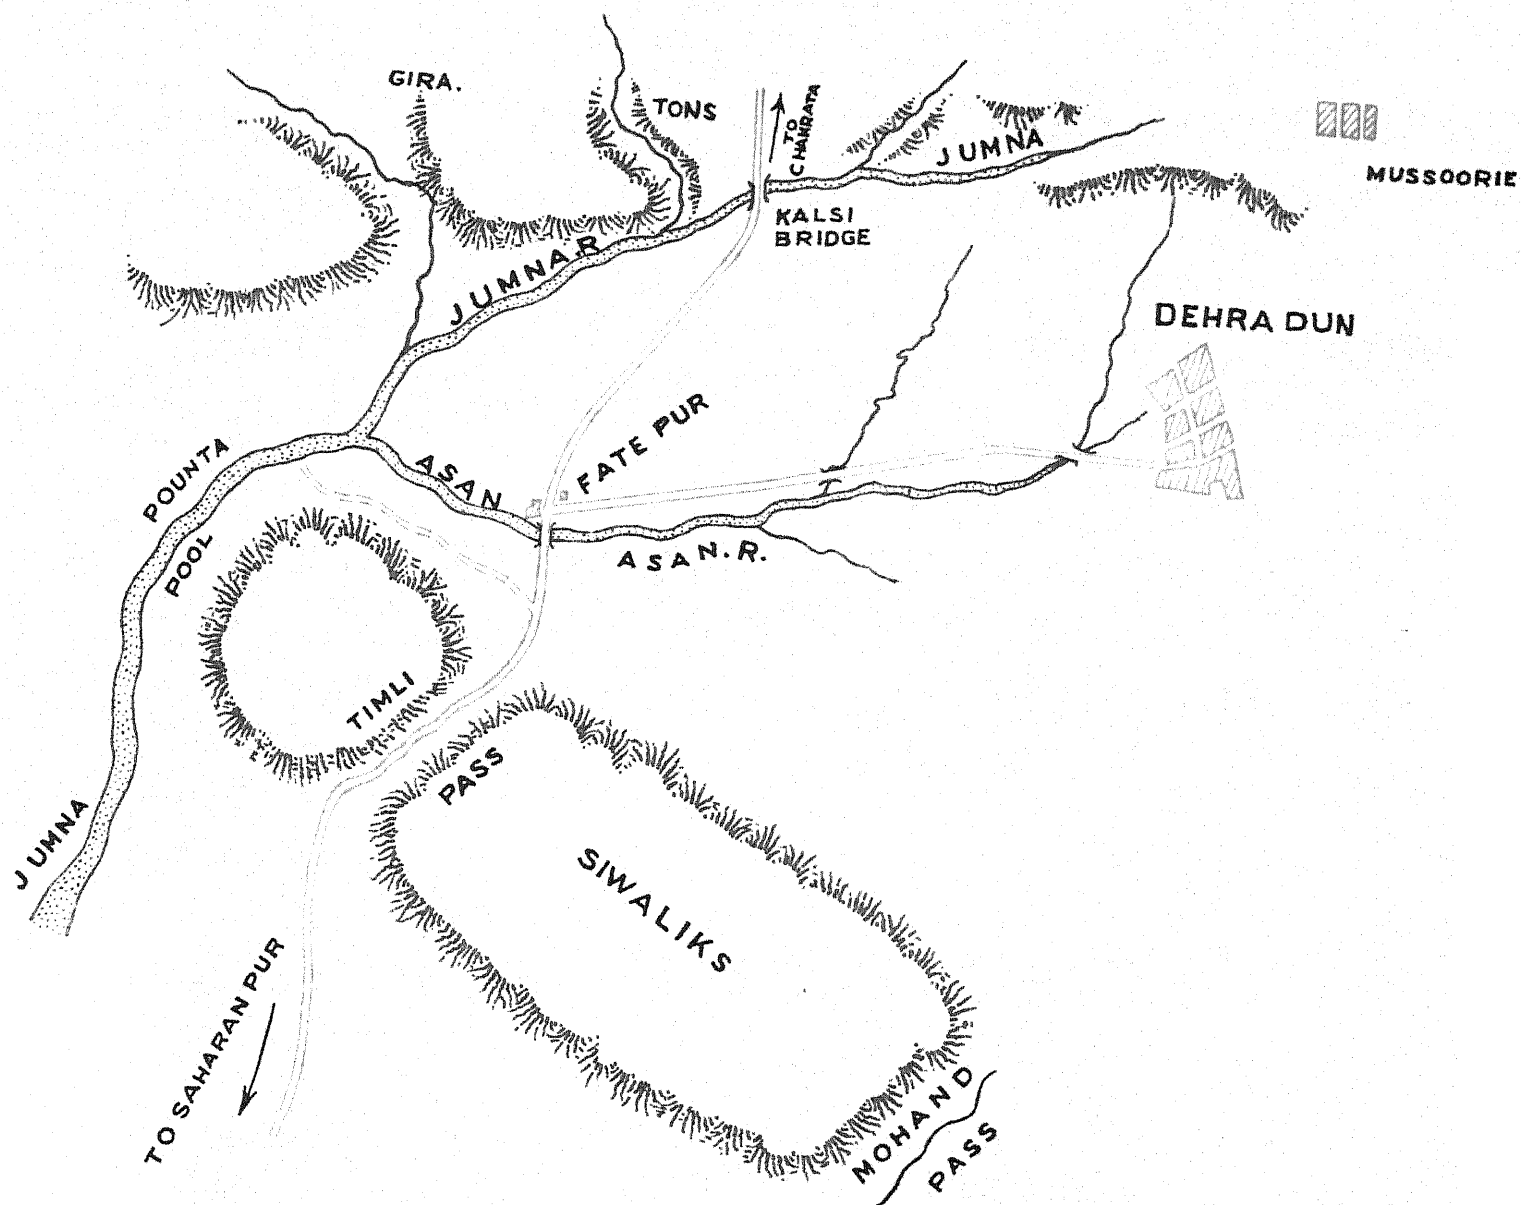 GIRA.
TONS
TO
CHAKRATA
JUMNA
MUSSOORIE
KALSI
BRIDGE
JUMNA.R
DEHRA DUN
FATE PUR
POUNTA
POOL
ASAN
ASAN.R.
TIMLI
PASS
JUMNA
SIWALIKS
TO SAHARAN PUR
MOHAND
PASS